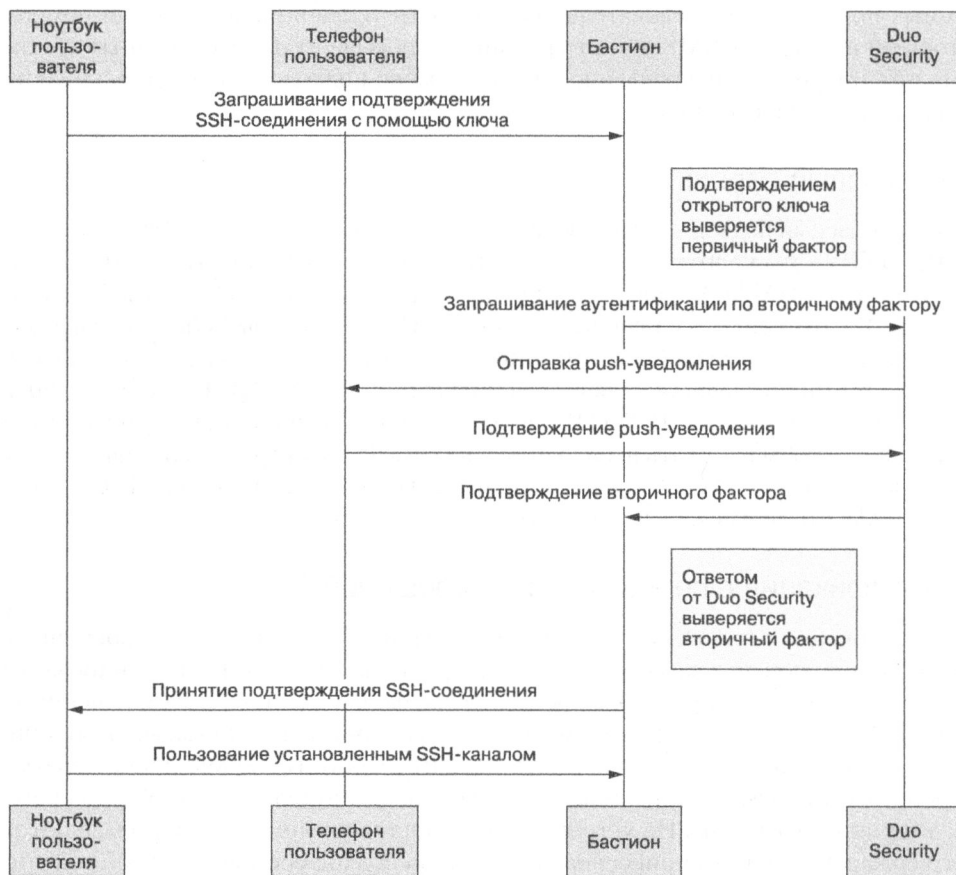 Ноутбук
пользо-
вателя
Телефон
пользователя
Бастион
Duo
Security
Запрашивание подтверждения
SSH-соединения с помощью ключа
Подтверждением
открытого ключа
выверяется
первичный фактор
Запрашивание аутентификации по вторичному фактору
Отправка push-уведомления
Подтверждение push-уведомения
Подтверждение вторичного фактора
Ответом
от Duo Security
выверяется
вторичный фактор
Принятие подтверждения SSH-соединения
Пользование установленным SSH-каналом
Ноутбук
пользо-
вателя
Телефон
пользователя
Бастион
Duo
Security